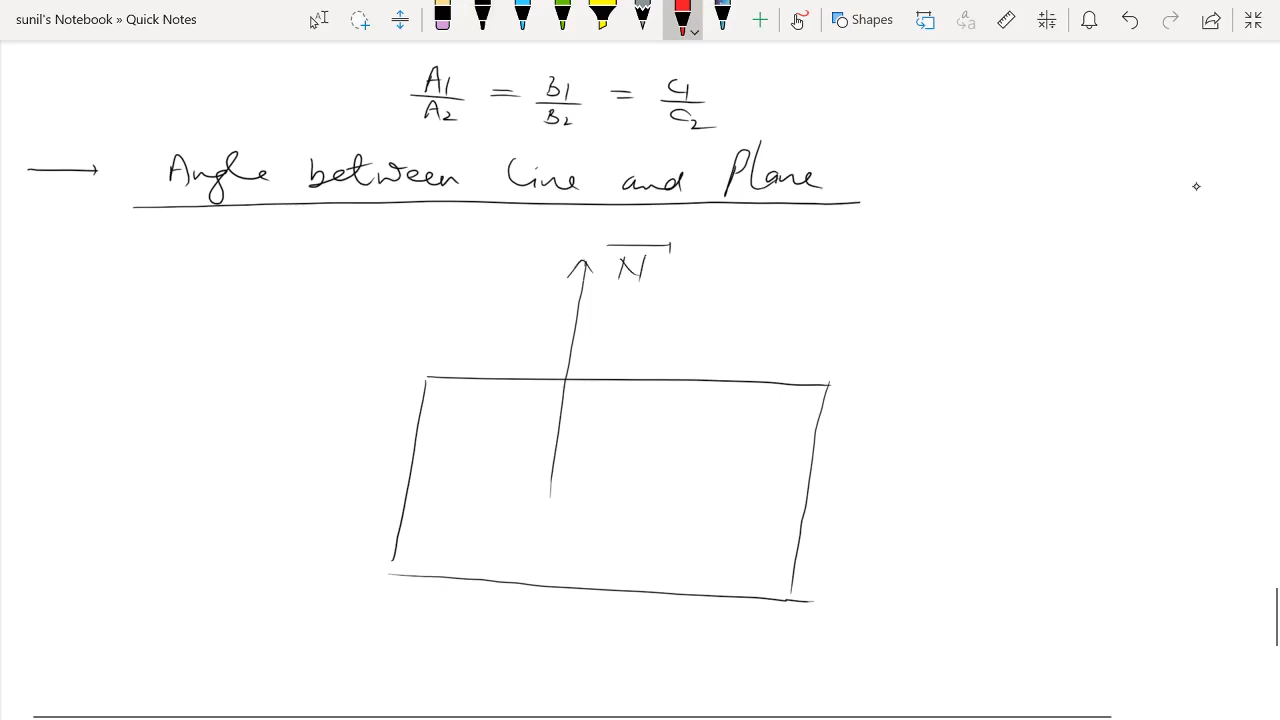 sunil's Notebook » Quick Notes
Shapes
A1/A2 = B1/B2 = C1/C2
→ Angle between Line and Plane
N